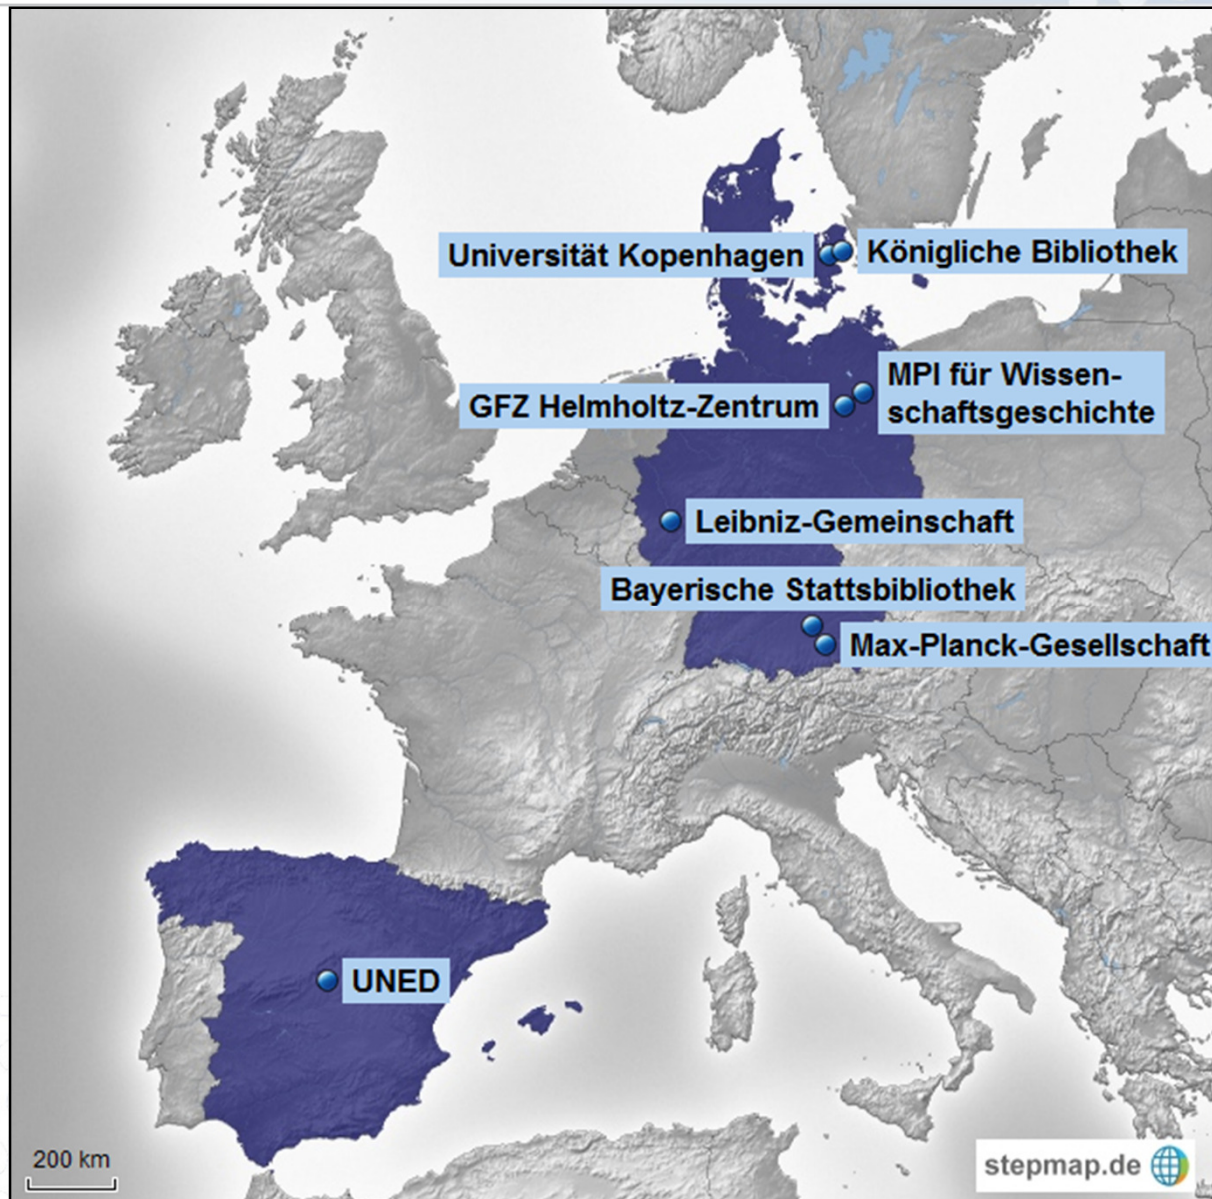 Universität Kopenhagen
Königliche Bibliothek
MPI für Wissen-
schaftsgeschichte
GFZ Helmholtz-Zentrum
Leibniz-Gemeinschaft
Bayerische Stattsbibliothek
Max-Planck-Gesellschaft
UNED
200 km
stepmap.de